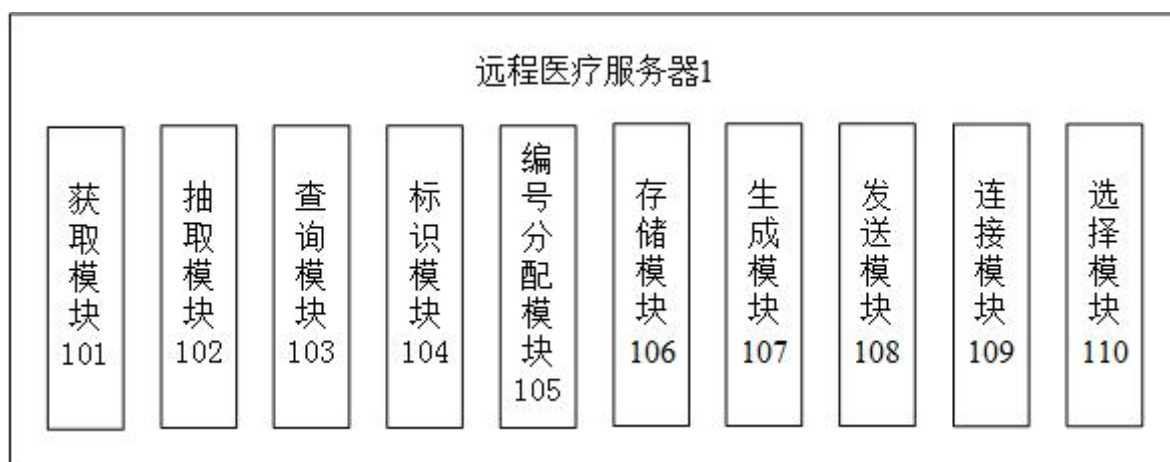 远程医疗服务器1
获取模块101
抽取模块102
查询模块103
标识模块104
编号分配模块105
存储模块106
生成模块107
发送模块108
连接模块109
选择模块110